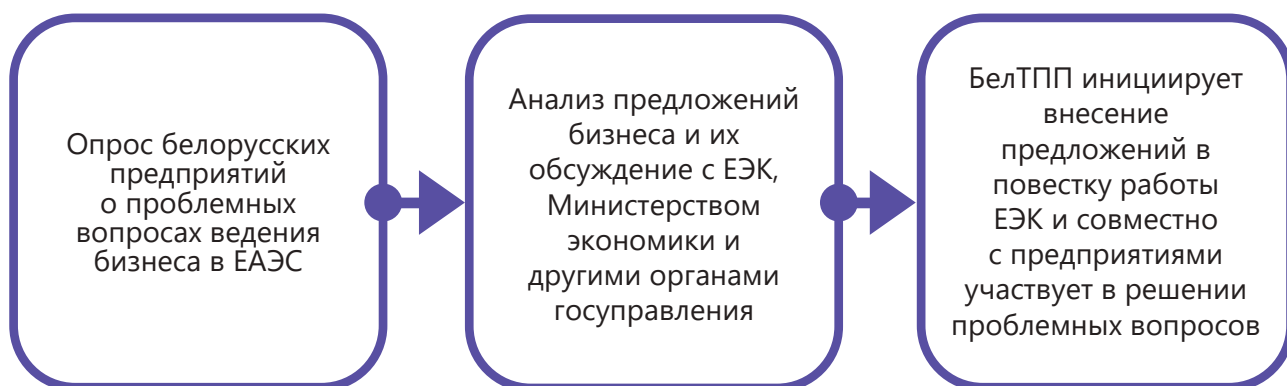 Опрос белорусских
предприятий
о проблемных
вопросах ведения
бизнеса в ЕАЭС
Анализ предложений
бизнеса и их
обсуждение с ЕЭК,
Министерством
экономики и
другими органами
госуправления
БелТПП инициирует
внесение
предложений в
повестку работы
ЕЭК и совместно
с предприятиями
участвует в решении
проблемных вопросов